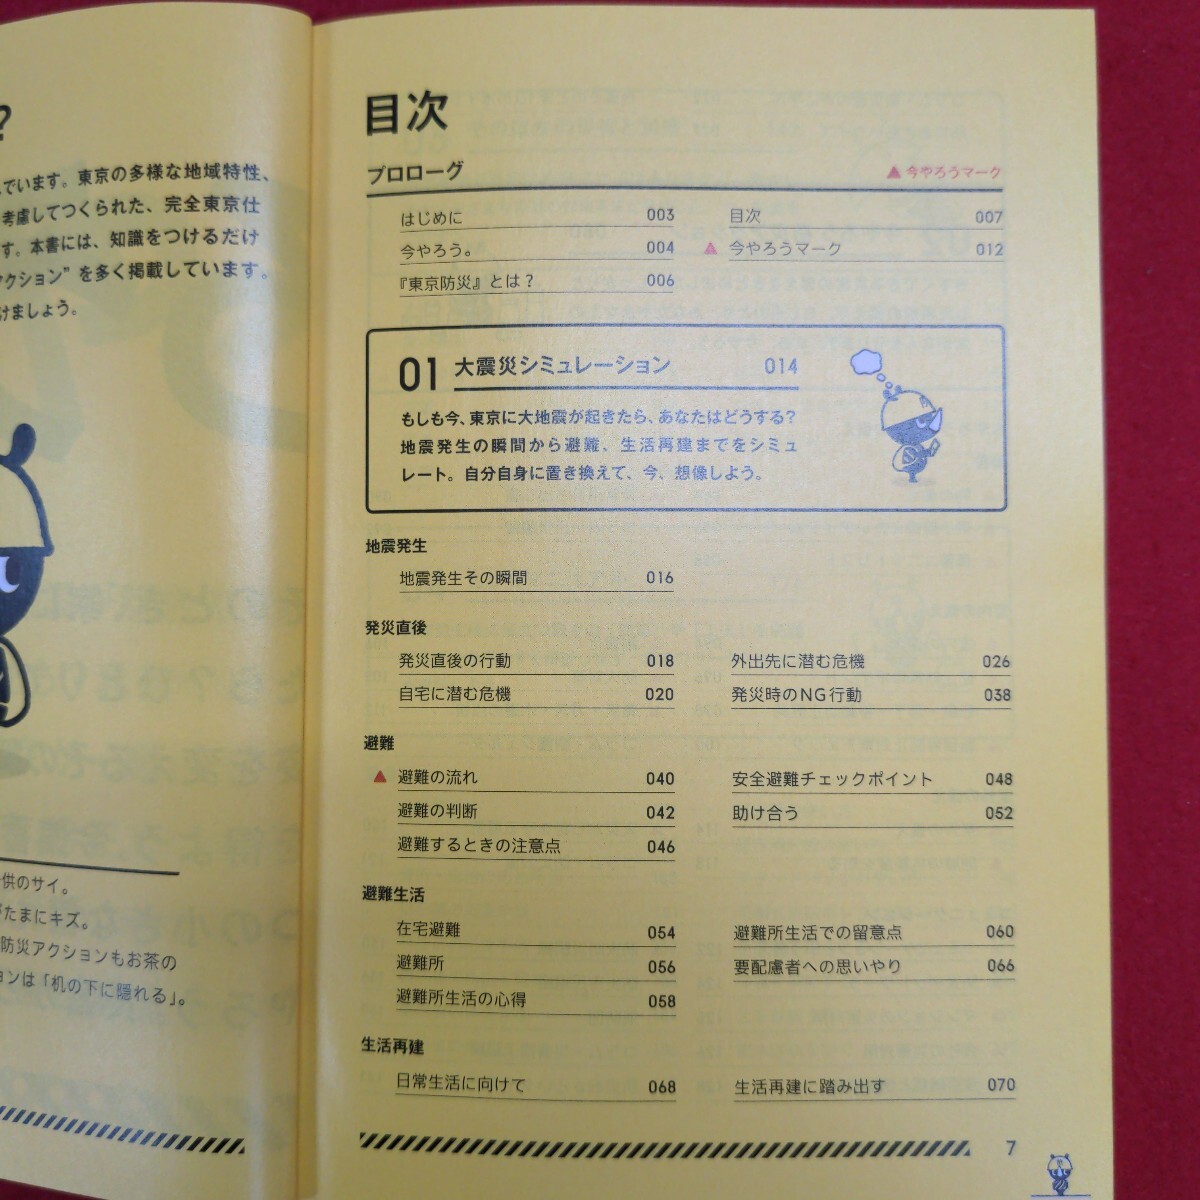 ?
でいます。東京の多様な地域特性、
考慮してつくられた、完全東京仕
す。本書には、知識をつけるだけ
アクション”を多く掲載しています。
けましょう。
供のサイ。
がたまにキズ。
防災アクションもお茶の
ョンは「机の下に隠れる」。
目次
プロローグ
▲今やろうマーク
はじめに 003
今やろう。 004
『東京防災』とは? 006
目次 007
▲ 今やろうマーク 012
01 大震災シミュレーション 014
もしも今、東京に大地震が起きたら、あなたはどうする?
地震発生の瞬間から避難、生活再建までをシミュ
レート。自分自身に置き換えて、今、想像しよう。
地震発生
地震発生その瞬間 016
発災直後
発災直後の行動 018
自宅に潜む危機 020
外出先に潜む危機 026
発災時のNG行動 038
避難
▲ 避難の流れ 040
避難の判断 042
避難するときの注意点 046
安全避難チェックポイント 048
助け合う 052
避難生活
在宅避難 054
避難所 056
避難所生活の心得 058
避難所生活での留意点 060
要配慮者への思いやり 066
生活再建
日常生活に向けて 068
生活再建に踏み出す 070
7